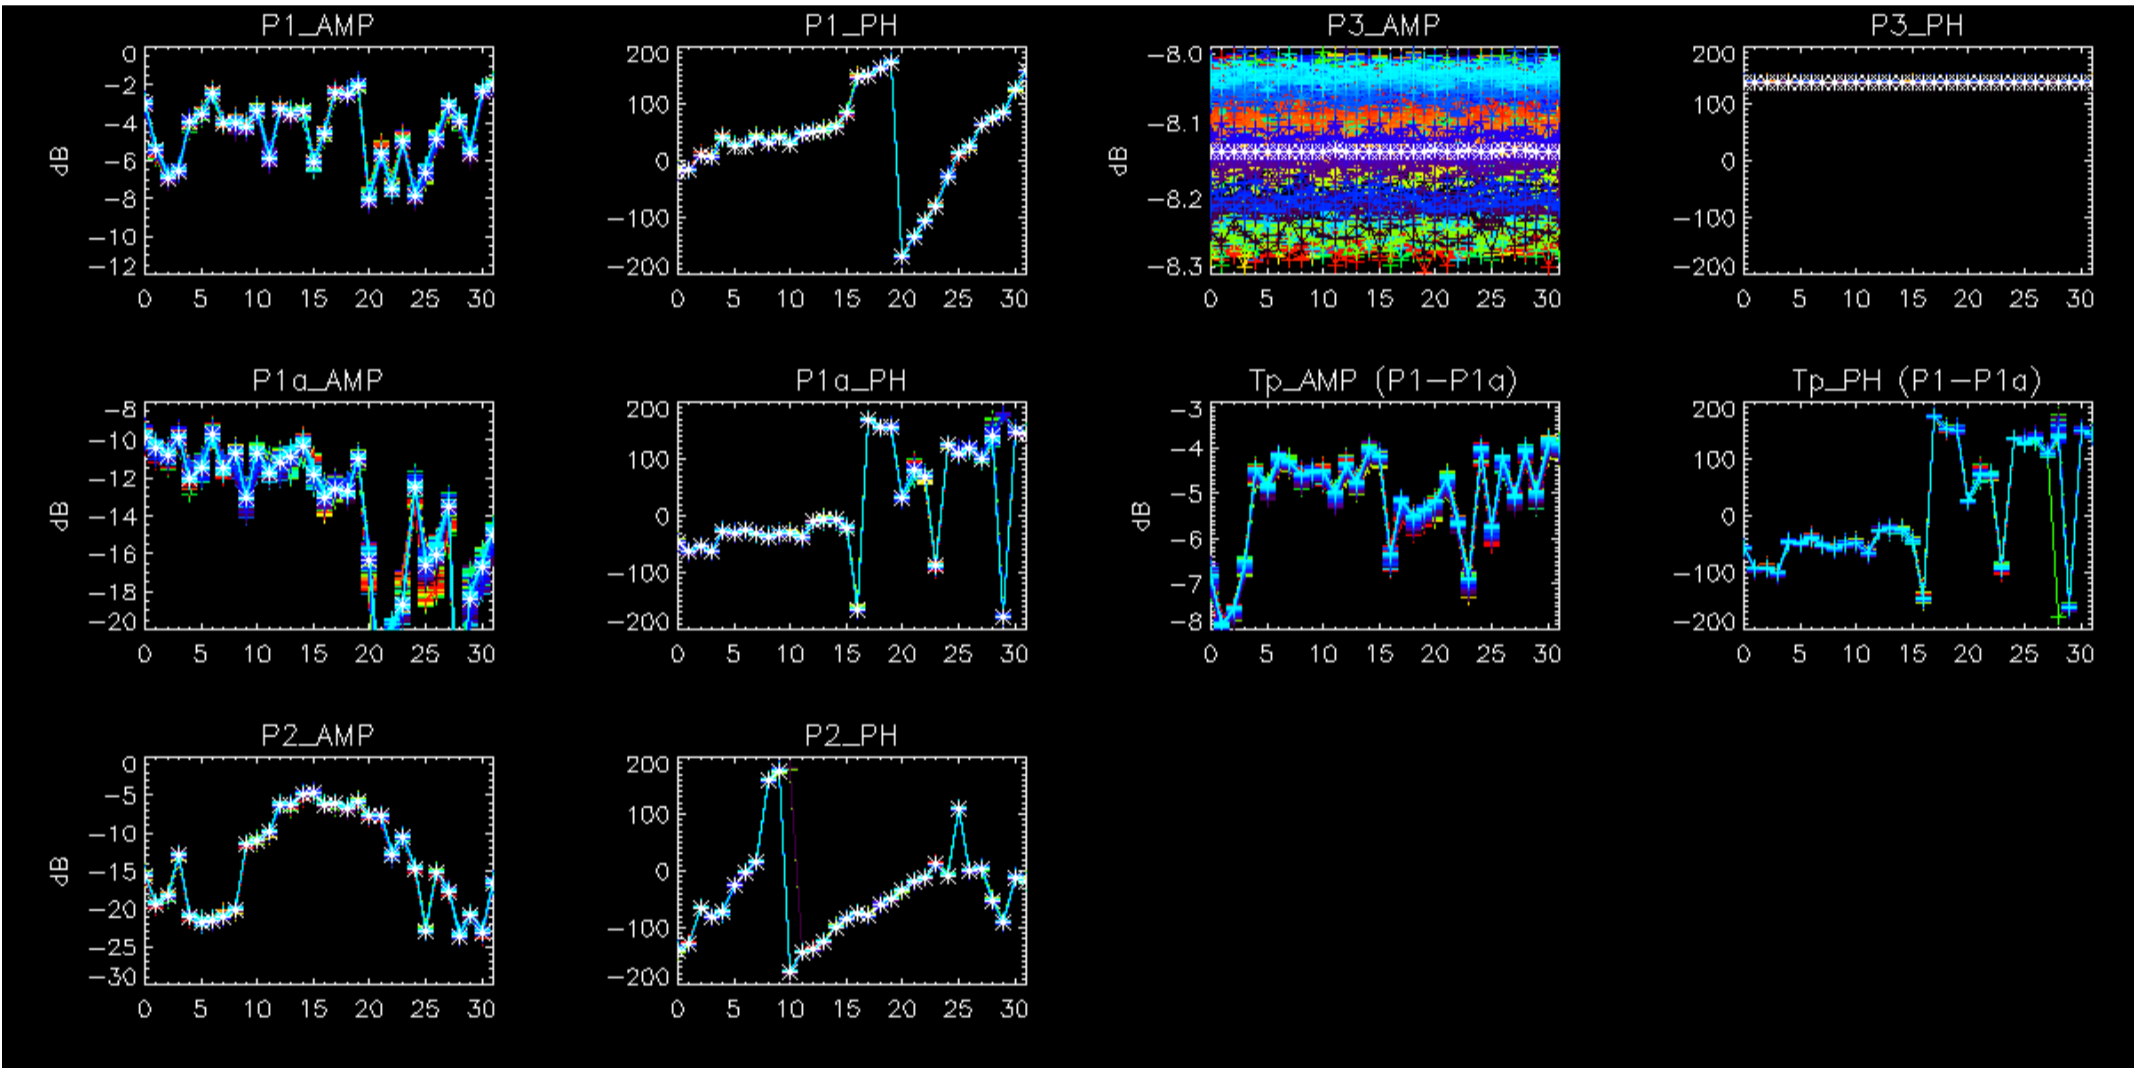 P1_AMP
P1_PH
P3_AMP
P3_PH
0
−2
−4
−6
−8
−10
−12
dB
0 5 10 15 20 25 30
200
100
0
−100
−200
0 5 10 15 20 25 30
−8.0
−8.1
−8.2
−8.3
dB
0 5 10 15 20 25 30
200
100
0
−100
−200
0 5 10 15 20 25 30
P1a_AMP
P1a_PH
Tp_AMP (P1−P1a)
Tp_PH (P1−P1a)
−8
−10
−12
−14
−16
−18
−20
dB
0 5 10 15 20 25 30
200
100
0
−100
−200
0 5 10 15 20 25 30
−3
−4
−5
−6
−7
−8
dB
0 5 10 15 20 25 30
200
100
0
−100
−200
0 5 10 15 20 25 30
P2_AMP
P2_PH
0
−5
−10
−15
−20
−25
−30
dB
0 5 10 15 20 25 30
200
100
0
−100
−200
0 5 10 15 20 25 30